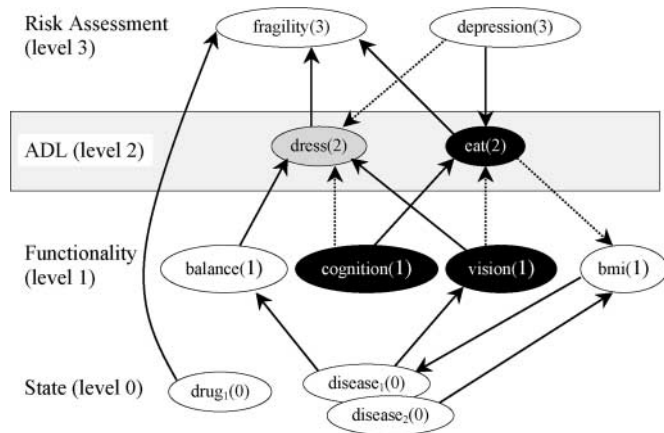 Risk Assessment
(level 3)
fragility(3)
depression(3)
ADL (level 2)
dress(2)
eat(2)
Functionality
(level 1)
balance(1)
cognition(1)
vision(1)
bmi(1)
State (level 0)
drug₁(0)
disease₁(0)
disease₂(0)